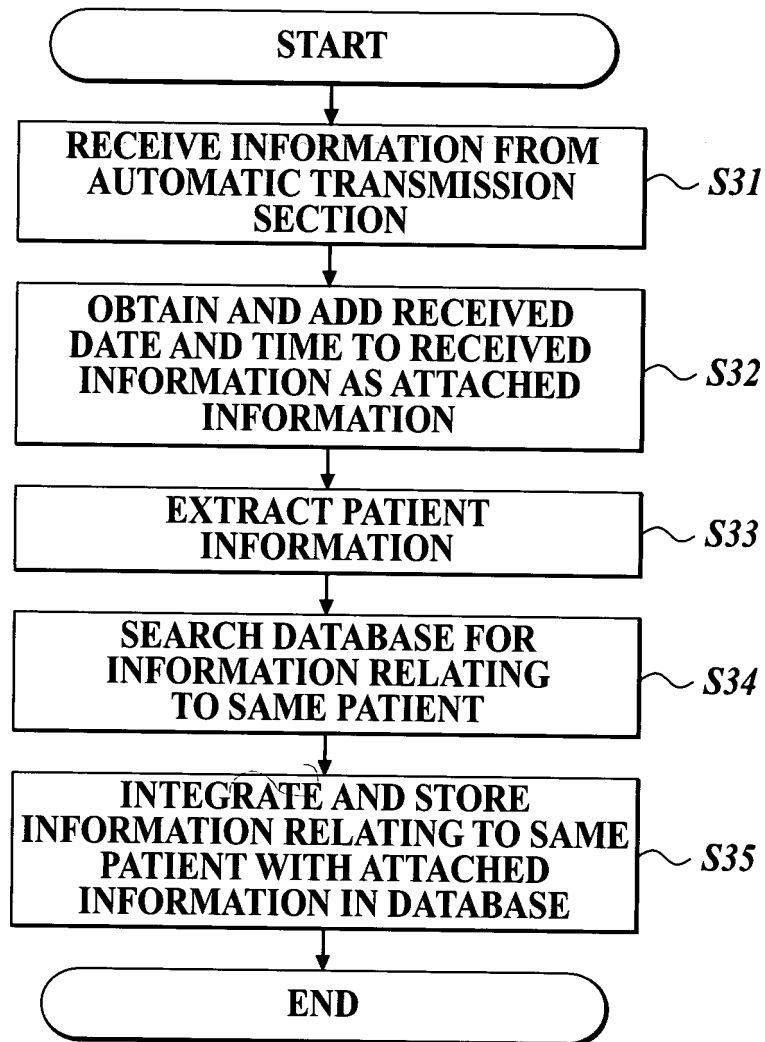 START
RECEIVE INFORMATION FROM
AUTOMATIC TRANSMISSION
SECTION
S31
OBTAIN AND ADD RECEIVED
DATE AND TIME TO RECEIVED
INFORMATION AS ATTACHED
INFORMATION
S32
EXTRACT PATIENT
INFORMATION
S33
SEARCH DATABASE FOR
INFORMATION RELATING
TO SAME PATIENT
S34
INTEGRATE AND STORE
INFORMATION RELATING TO SAME
PATIENT WITH ATTACHED
INFORMATION IN DATABASE
S35
END